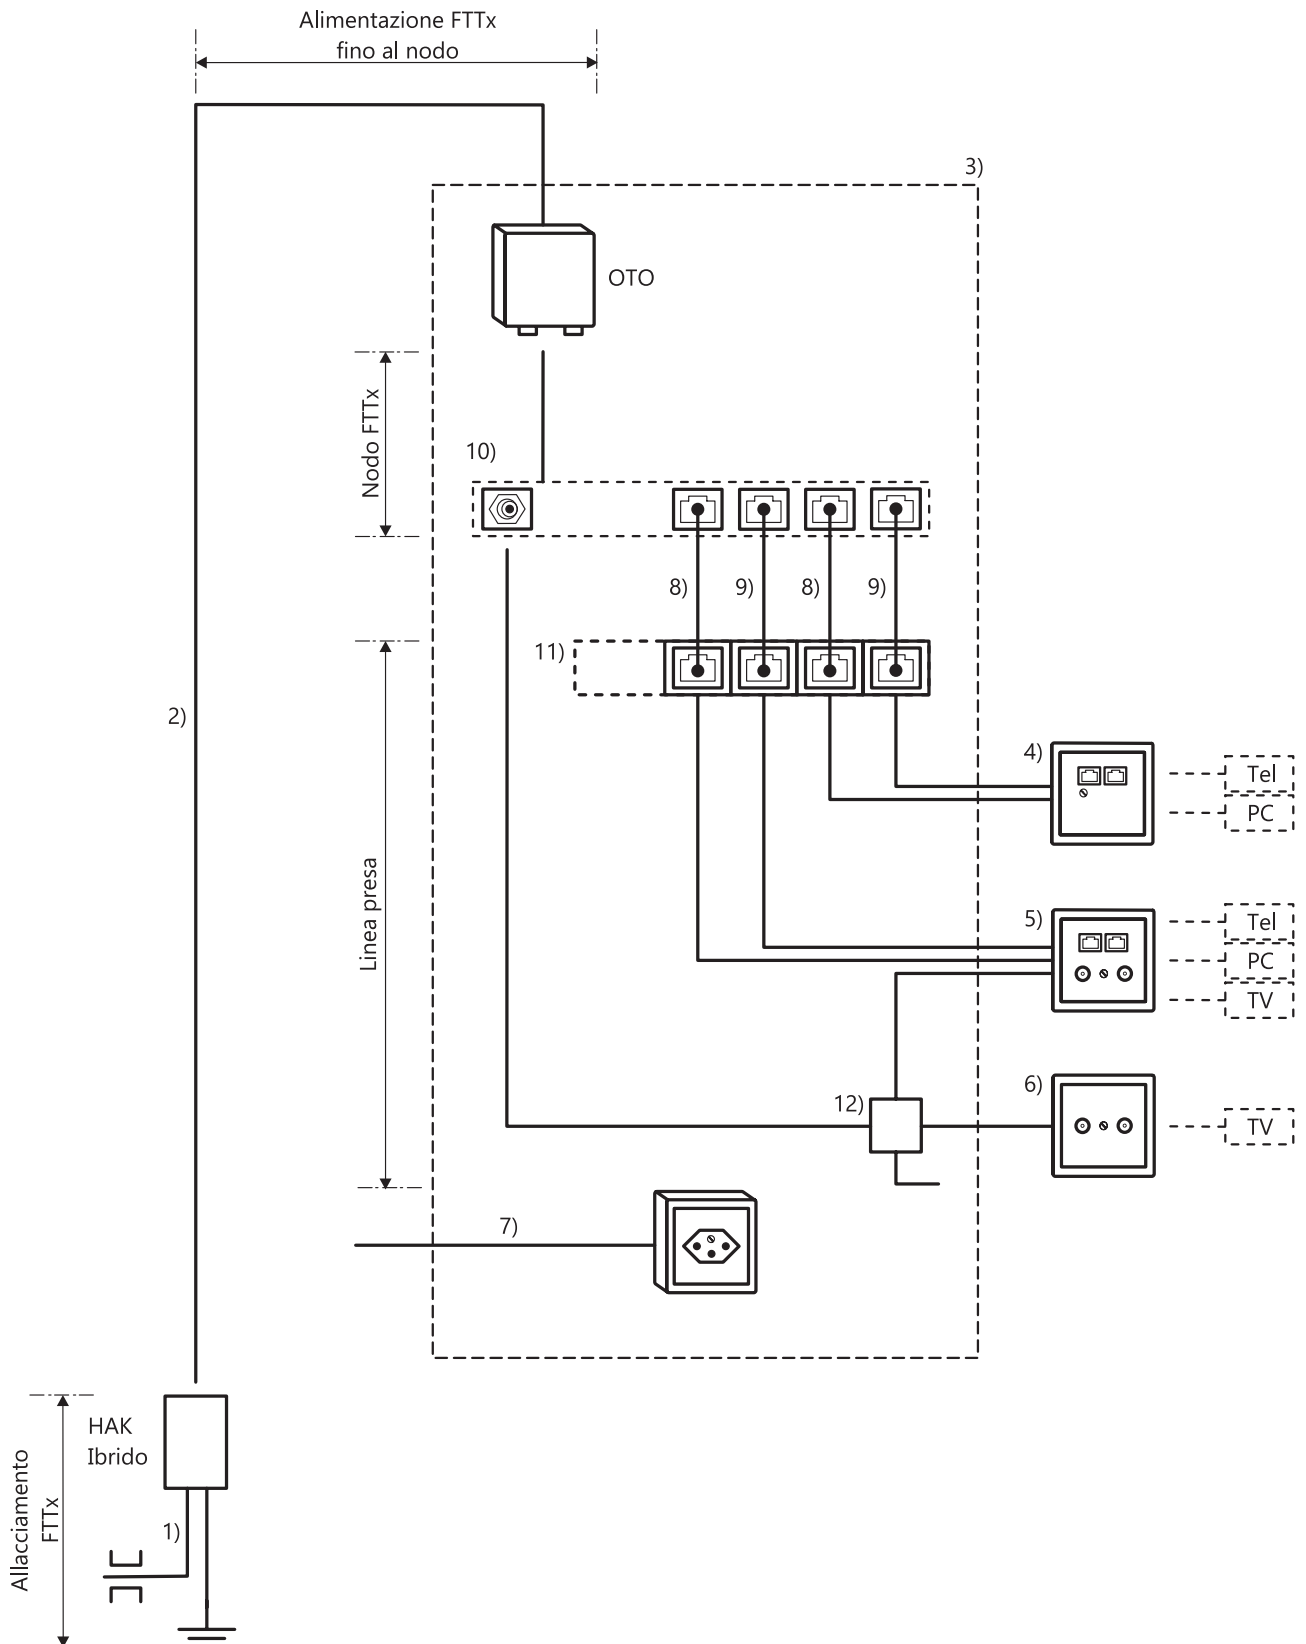 Alimentazione FTTx
fino al nodo
3)
OTO
Nodo FTTx
10)
8)
9)
8)
9)
11)
2)
4)
Tel
PC
Linea presa
5)
Tel
PC
TV
6)
12)
TV
7)
HAK
Ibrido
Allacciamento
FTTx
1)